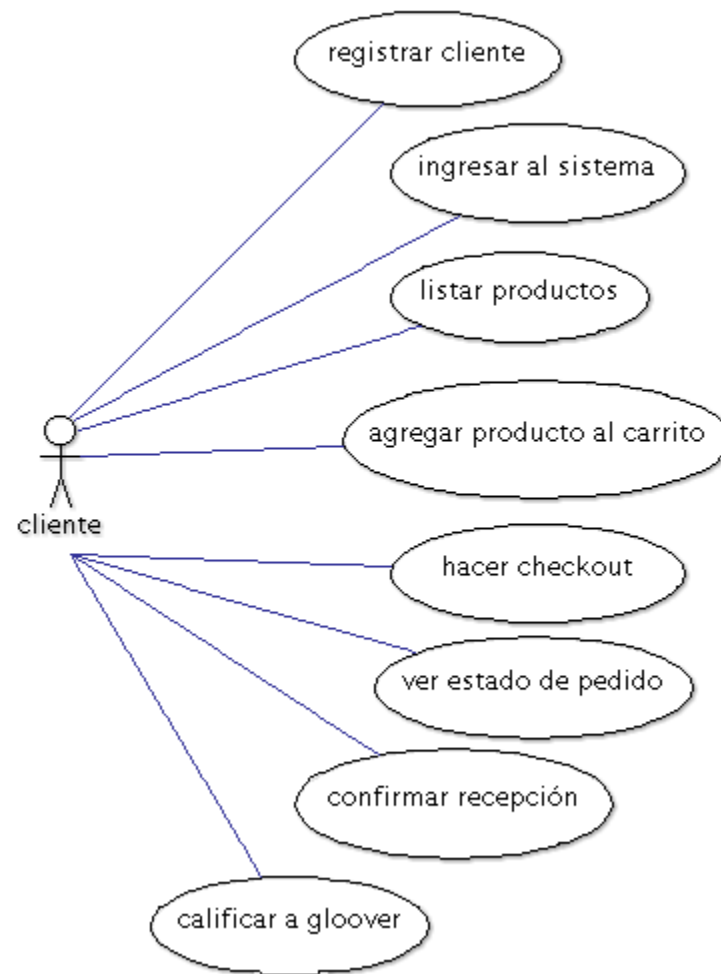 registrar cliente
ingresar al sistema
listar productos
agregar producto al carrito
cliente
hacer checkout
ver estado de pedido
confirmar recepción
calificar a gloover